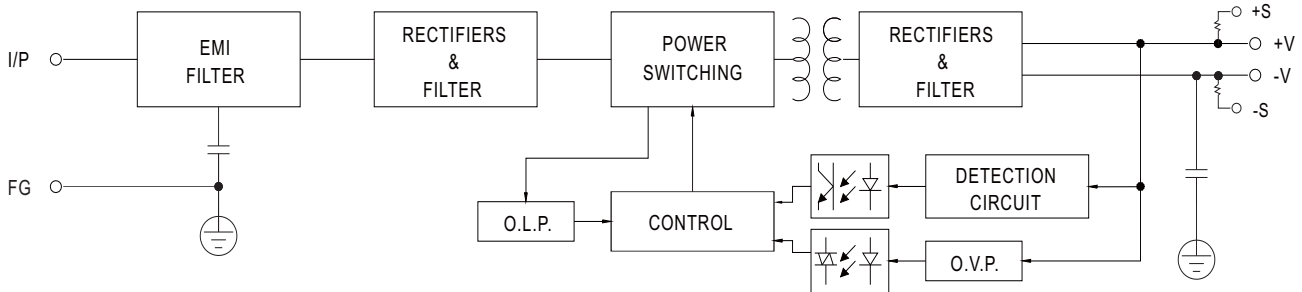 +S
I/P
EMI
FILTER
RECTIFIERS
&
FILTER
POWER
SWITCHING
RECTIFIERS
&
FILTER
+V
-V
-S
FG
O.L.P.
CONTROL
DETECTION
CIRCUIT
O.V.P.